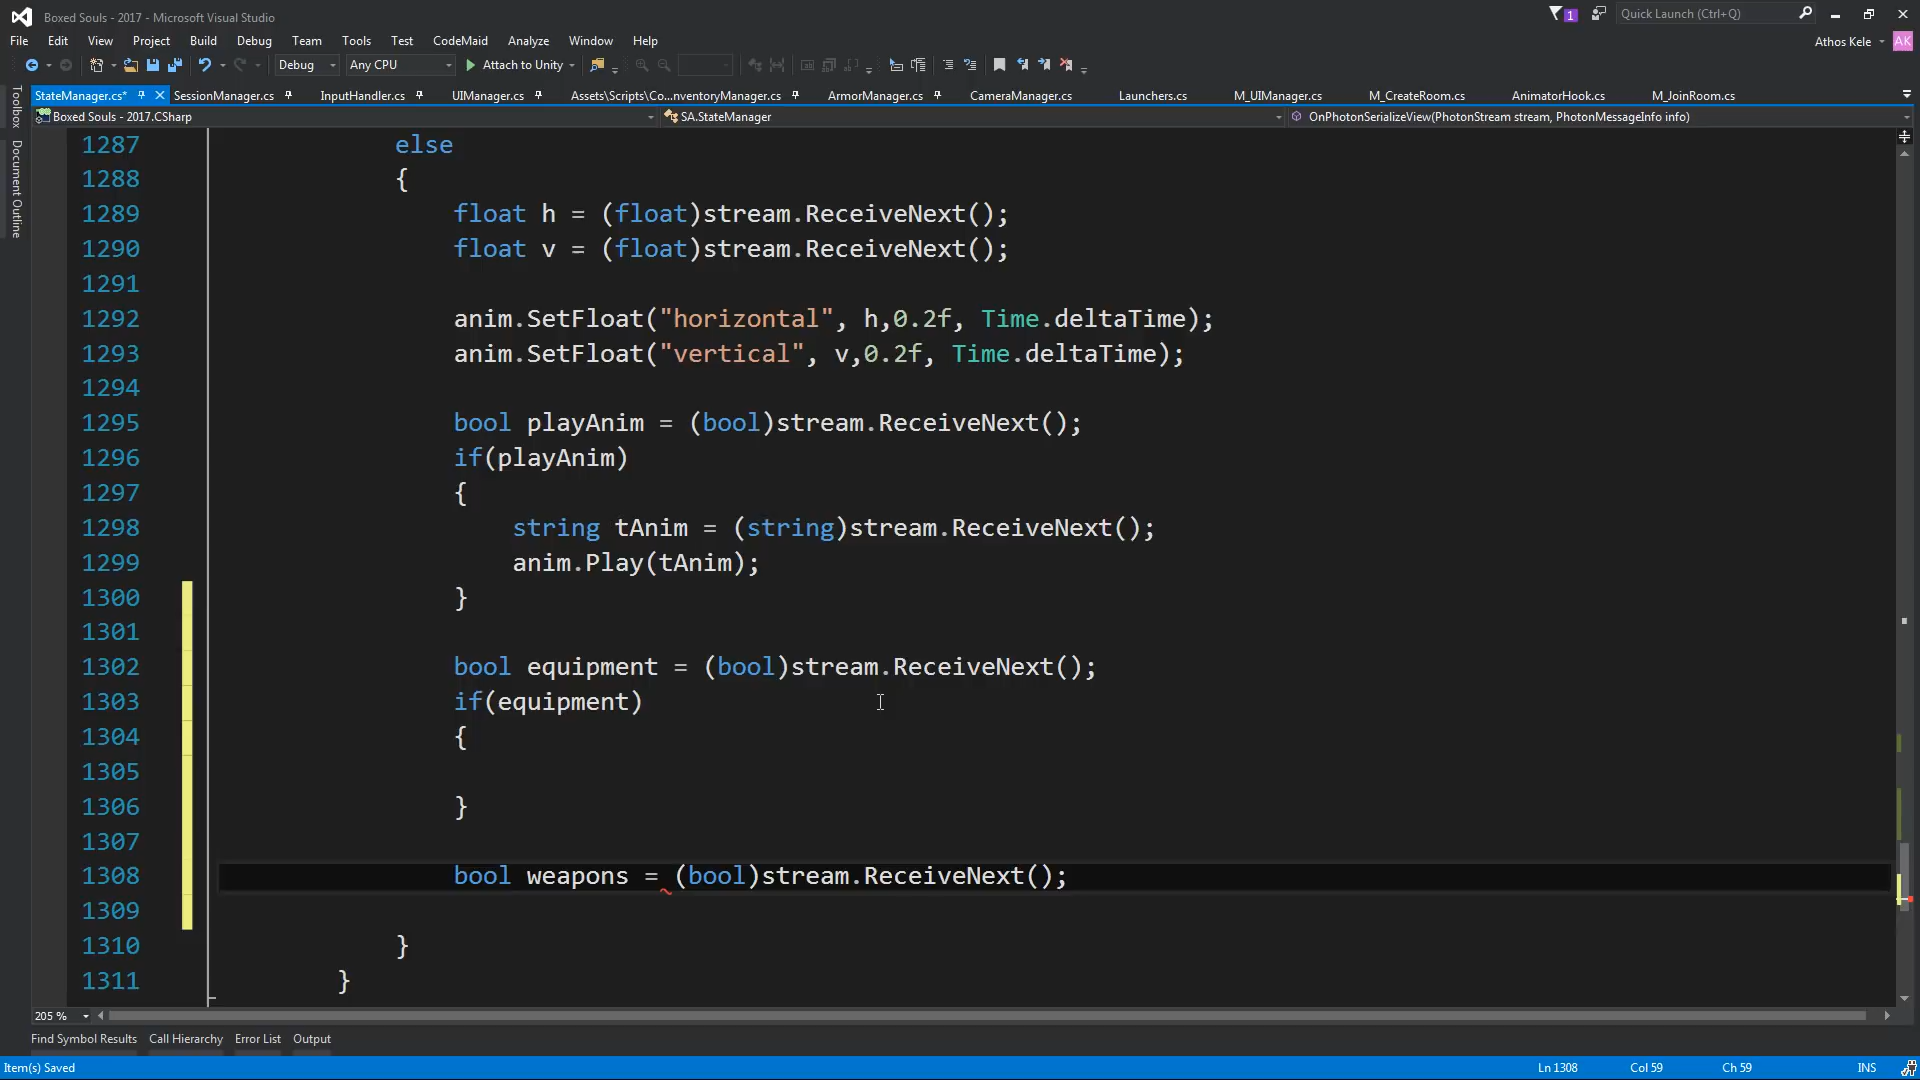 Boxed Souls - 2017 - Microsoft Visual Studio
1
Quick Launch (Ctrl+Q)
File Edit View Project Build Debug Team Tools Test CodeMaid Analyze Window Help
Athos Kele AK
Debug Any CPU Attach to Unity
Toolbox
Document Outline
StateManager.cs* SessionManager.cs InputHandler.cs UIManager.cs Assets\Scripts\Co...nventoryManager.cs ArmorManager.cs CameraManager.cs Launchers.cs M_UIManager.cs M_CreateRoom.cs AnimatorHook.cs M_JoinRoom.cs
Boxed Souls - 2017.CSharp SA.StateManager OnPhotonSerializeView(PhotonStream stream, PhotonMessageInfo info)
1287 else
1288 {
1289 float h = (float)stream.ReceiveNext();
1290 float v = (float)stream.ReceiveNext();
1291
1292 anim.SetFloat("horizontal", h,0.2f, Time.deltaTime);
1293 anim.SetFloat("vertical", v,0.2f, Time.deltaTime);
1294
1295 bool playAnim = (bool)stream.ReceiveNext();
1296 if(playAnim)
1297 {
1298 string tAnim = (string)stream.ReceiveNext();
1299 anim.Play(tAnim);
1300 }
1301
1302 bool equipment = (bool)stream.ReceiveNext();
1303 if(equipment)
1304 {
1305
1306 }
1307
1308 bool weapons = (bool)stream.ReceiveNext();
1309
1310 }
1311 }
205 %
Find Symbol Results Call Hierarchy Error List Output
Item(s) Saved Ln 1308 Col 59 Ch 59 INS